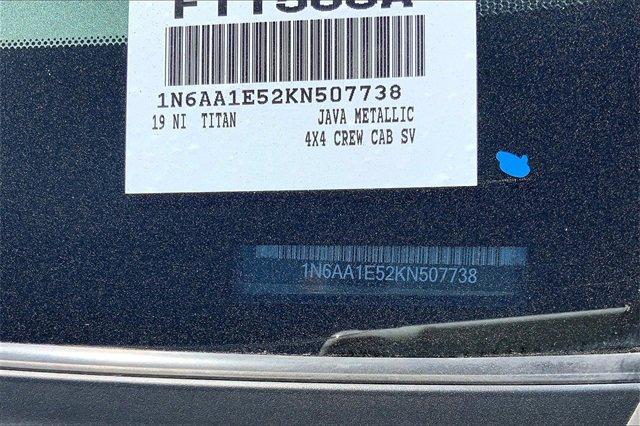 1N6AA1E52KN507738
19 NI TITAN JAVA METALLIC
4X4 CREW CAB SV
1N6AA1E52KN507738